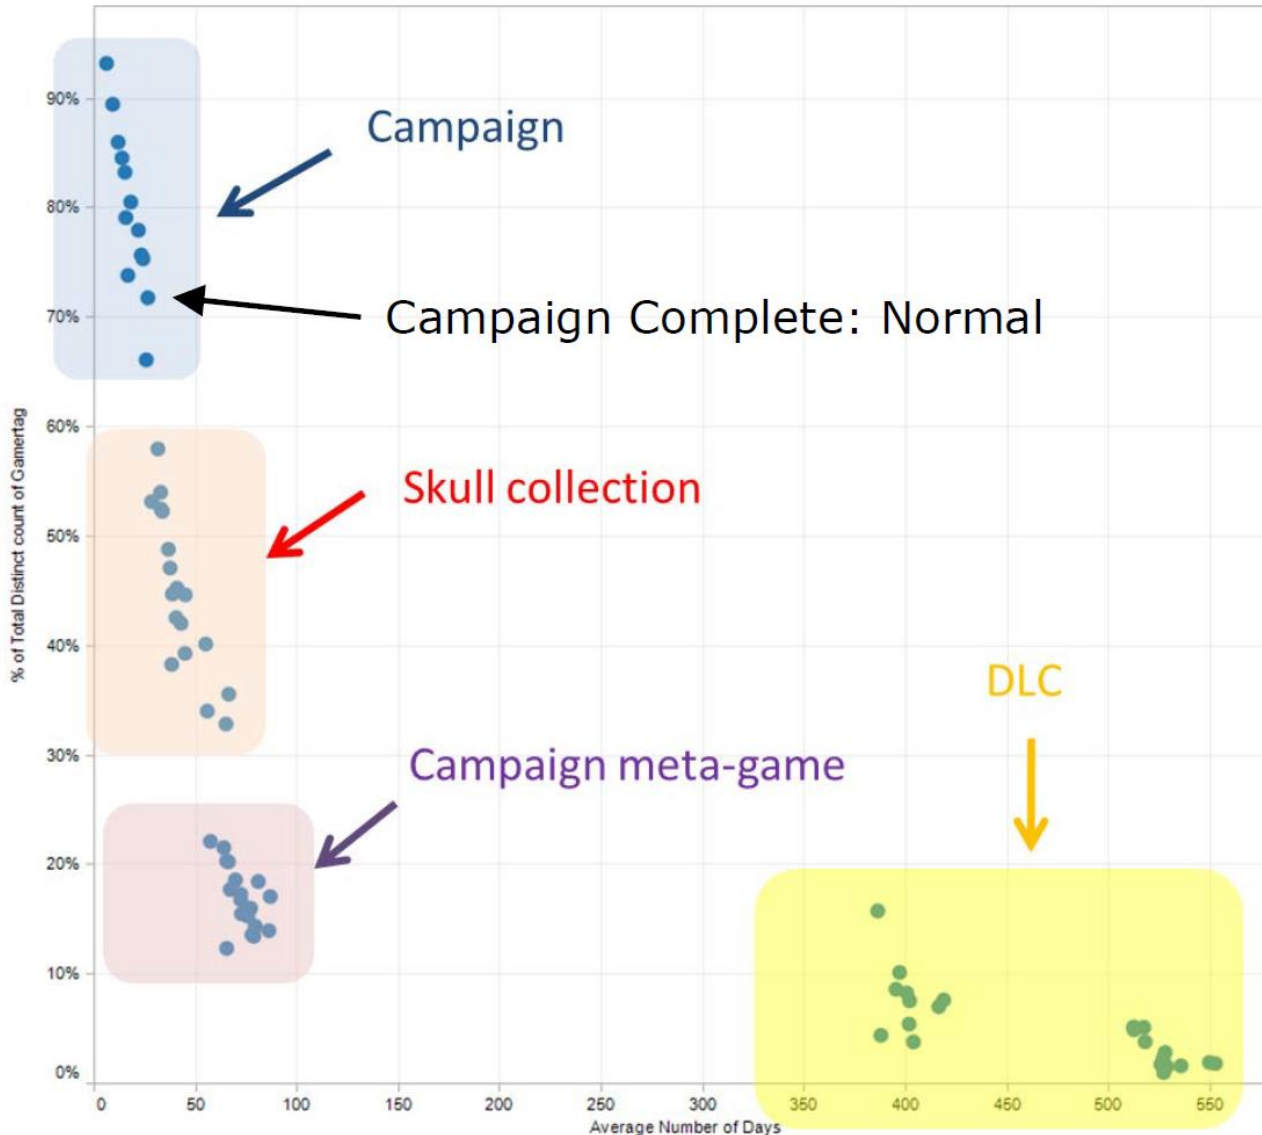 90%
Campaign
80%
Campaign Complete: Normal
70%
% of Total Distinct count of Gamertag
60%
Skull collection
50%
40%
DLC
30%
Campaign meta-game
20%
10%
0%
0 50 100 150 200 250 300 350 400 450 500 550
Average Number of Days